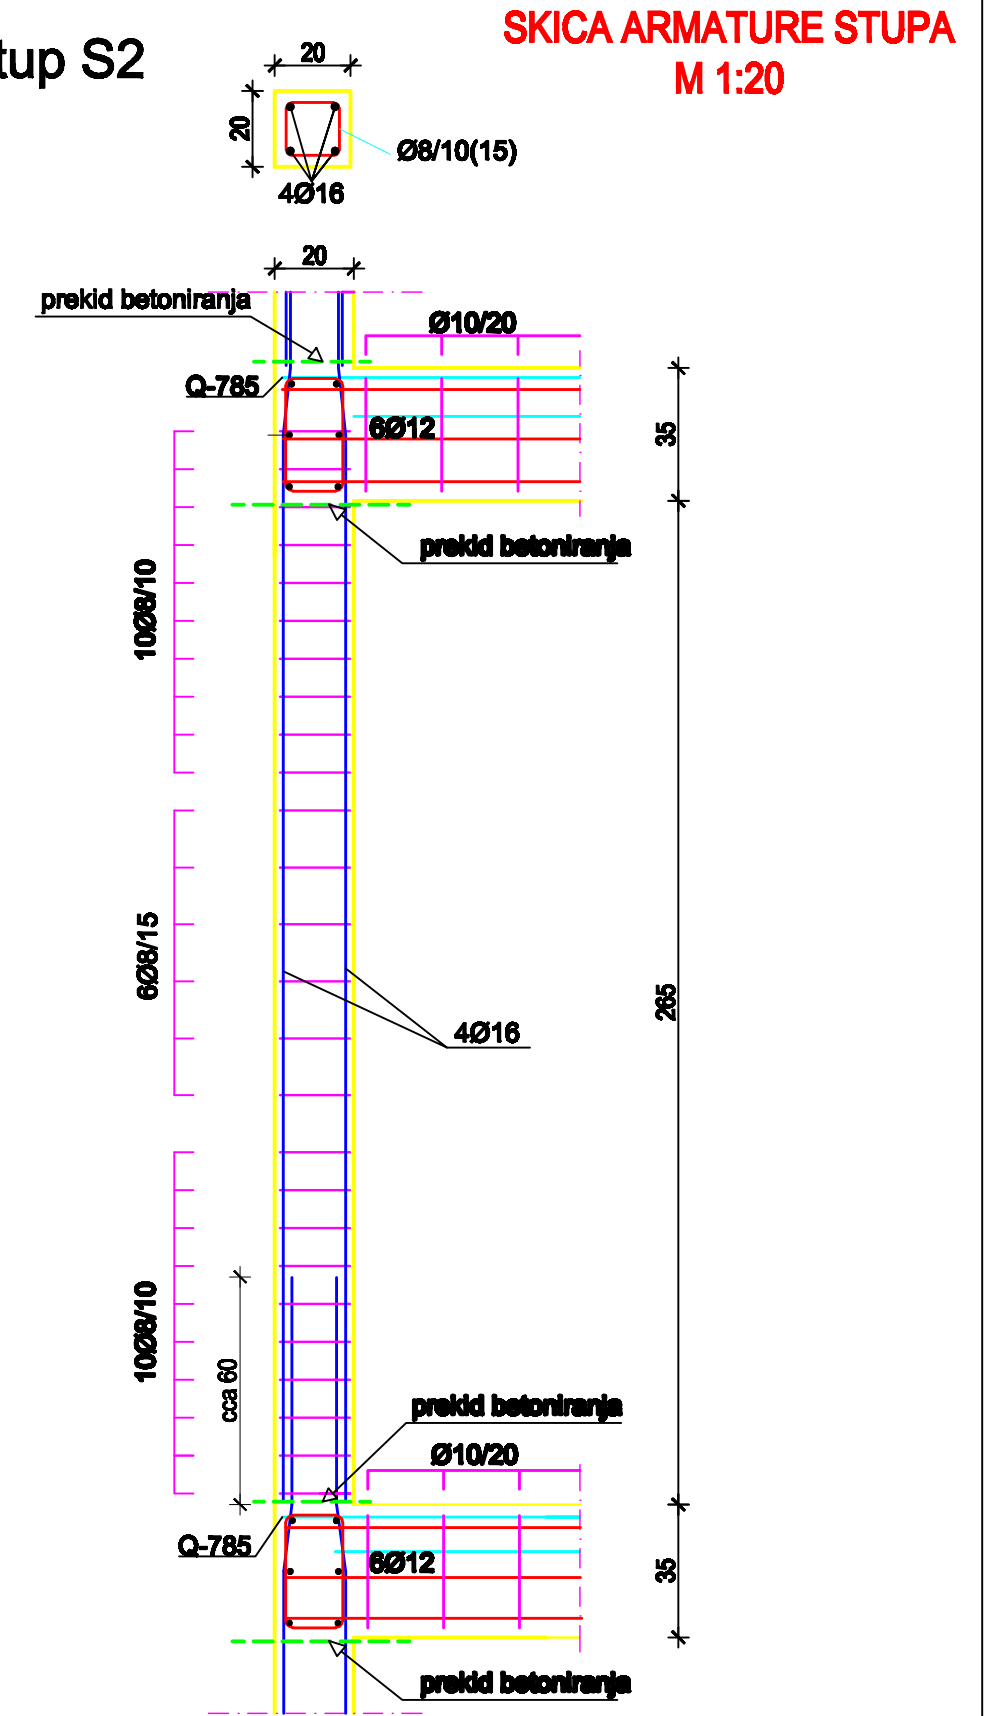 SKICA ARMATURE STUPA
M 1:20
tup S2
20
20
Ø8/10(15)
4Ø16
20
prekid betoniranja
Ø10/20
Q-785
6Ø12
35
prekid betoniranja
10Ø8/10
6Ø8/15
265
4Ø16
10Ø8/10
cca 60
prekid betoniranja
Ø10/20
Q-785
6Ø12
35
prekid betoniranja